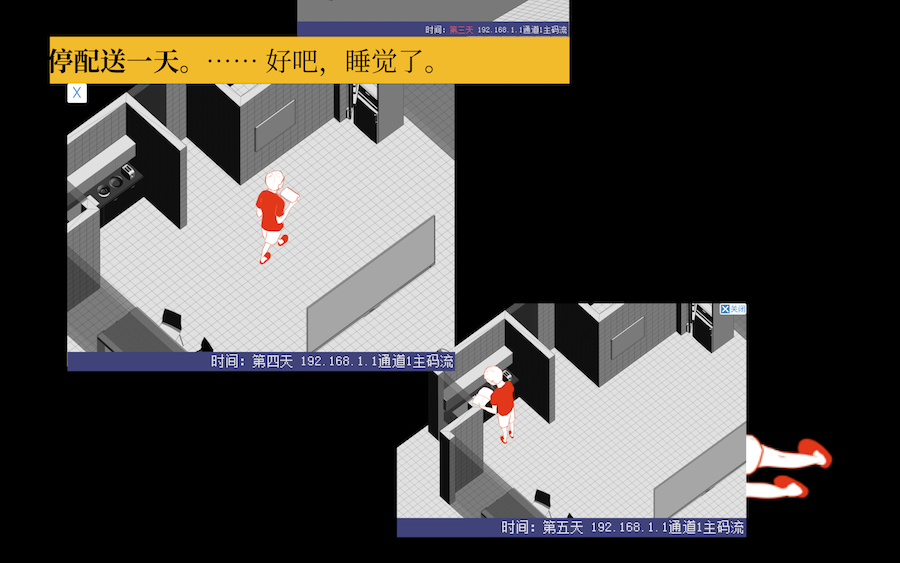 时间：第三天 192.168.1.1通道1主码流
停配送一天。…… 好吧，睡觉了。
X
时间：第四天 192.168.1.1通道1主码流
X关闭
时间：第五天 192.168.1.1通道1主码流